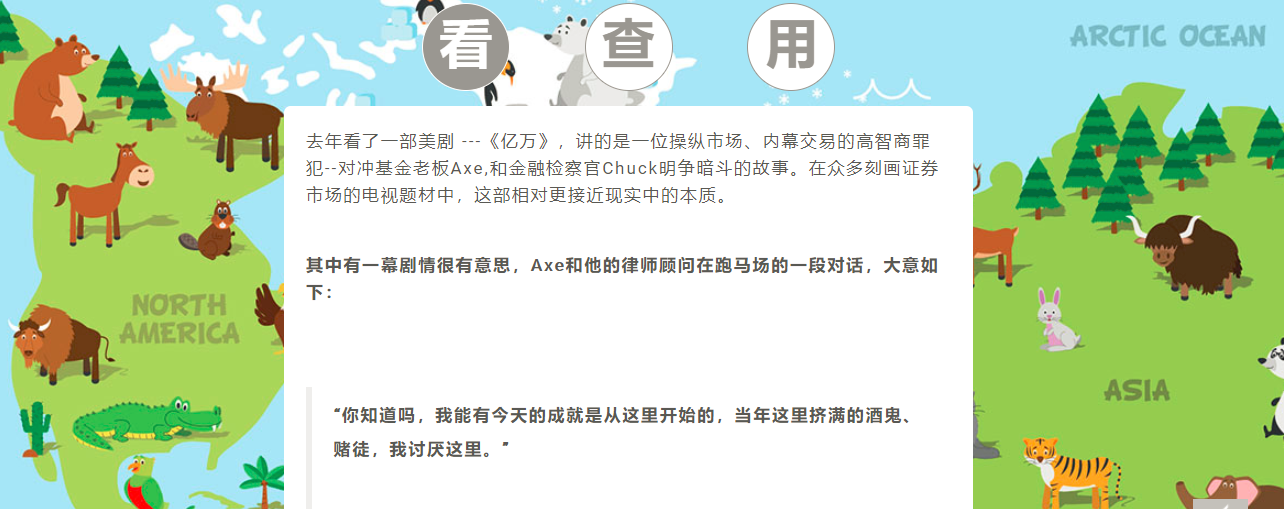 看 查 用
ARCTIC OCEAN
去年看了一部美剧 ---《亿万》，讲的是一位操纵市场、内幕交易的高智商罪
犯--对冲基金老板Axe,和金融检察官Chuck明争暗斗的故事。在众多刻画证券
市场的电视题材中，这部相对更接近现实中的本质。
其中有一幕剧情很有意思，Axe和他的律师顾问在跑马场的一段对话，大意如
下：
NORTH
AMERICA
ASIA
“你知道吗，我能有今天的成就是从这里开始的，当年这里挤满的酒鬼、
赌徒，我讨厌这里。”